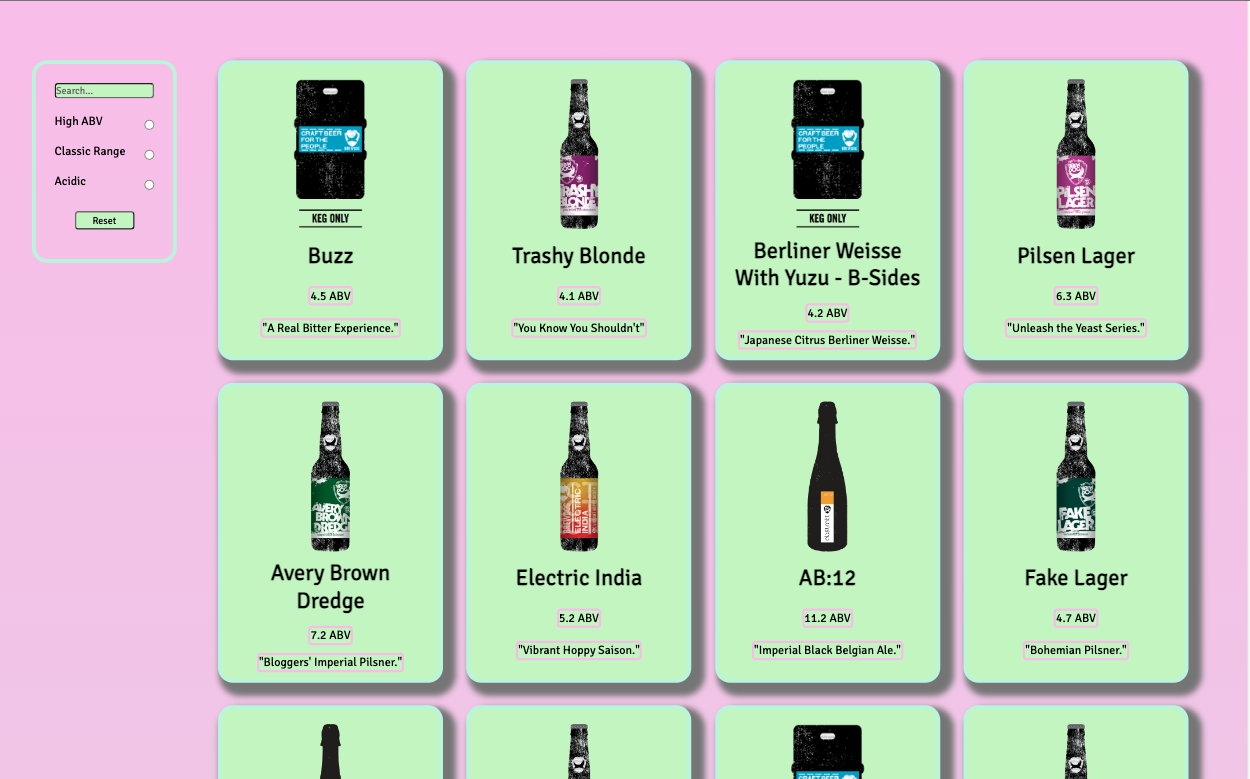 Search...
High ABV
Classic Range
Acidic
Reset
CRAFT BEER
FOR THE
PEOPLE
KEG ONLY
Buzz
4.5 ABV
"A Real Bitter Experience."
TRASHY
BLONDE
Trashy Blonde
4.1 ABV
"You Know You Shouldn't"
CRAFT BEER
FOR THE
PEOPLE
KEG ONLY
Berliner Weisse
With Yuzu - B-Sides
4.2 ABV
"Japanese Citrus Berliner Weisse."
PILSEN
LAGER
Pilsen Lager
6.3 ABV
"Unleash the Yeast Series."
AVERY
BROWN
DREDGE
Avery Brown
Dredge
7.2 ABV
"Bloggers' Imperial Pilsner."
ELECTRIC
INDIA
Electric India
5.2 ABV
"Vibrant Hoppy Saison."
AB:12
11.2 ABV
"Imperial Black Belgian Ale."
FAKE
LAGER
Fake Lager
4.7 ABV
"Bohemian Pilsner."
CRAFT BEER